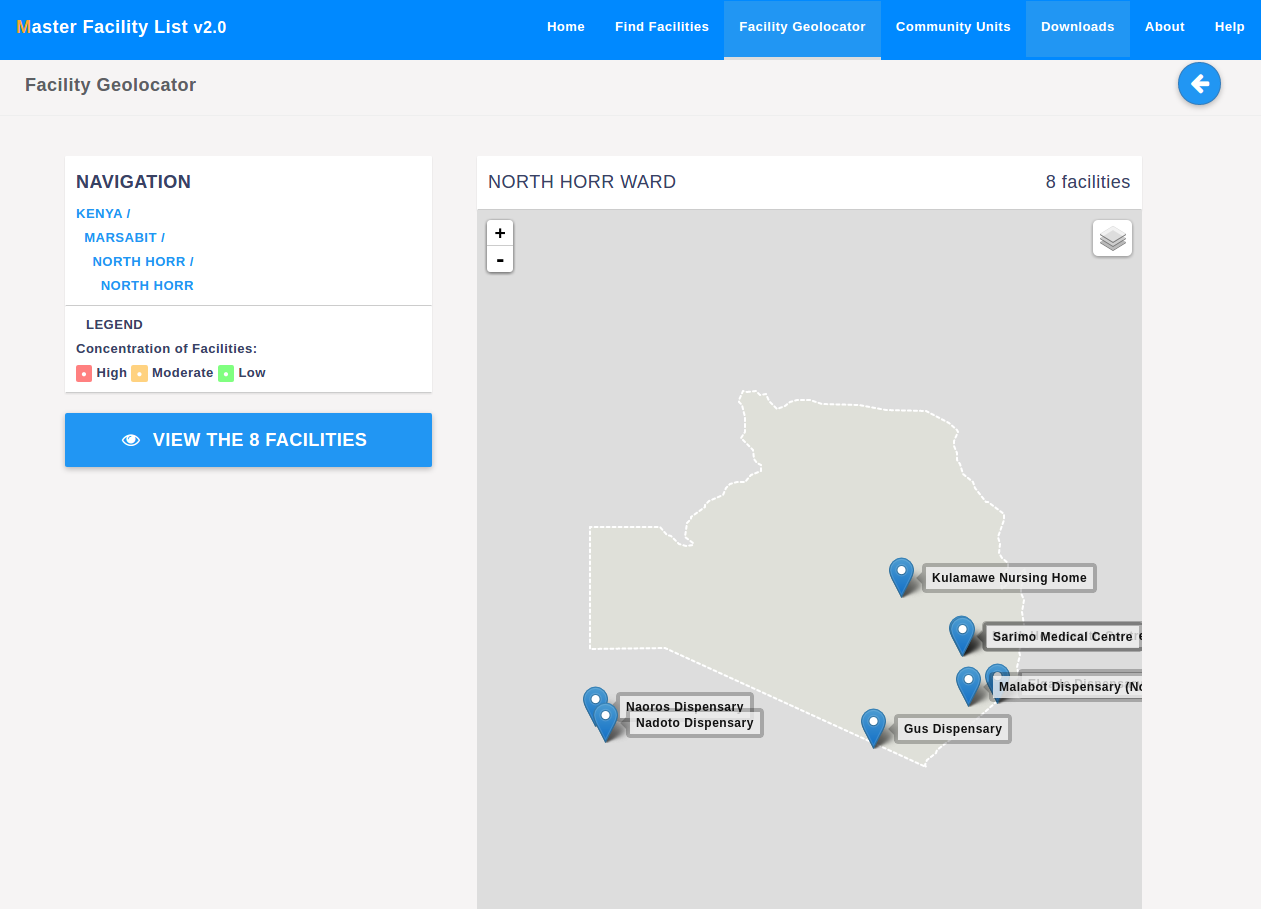 Master Facility List v2.0
Home
Find Facilities
Facility Geolocator
Community Units
Downloads
About
Help
Facility Geolocator
NAVIGATION
KENYA /
MARSABIT /
NORTH HORR /
NORTH HORR
LEGEND
Concentration of Facilities:
High
Moderate
Low
VIEW THE 8 FACILITIES
NORTH HORR WARD
8 facilities
+
-
Kulamawe Nursing Home
Sarimo Medical Centre
Malabot Dispensary (No
Naoros Dispensary
Nadoto Dispensary
Gus Dispensary